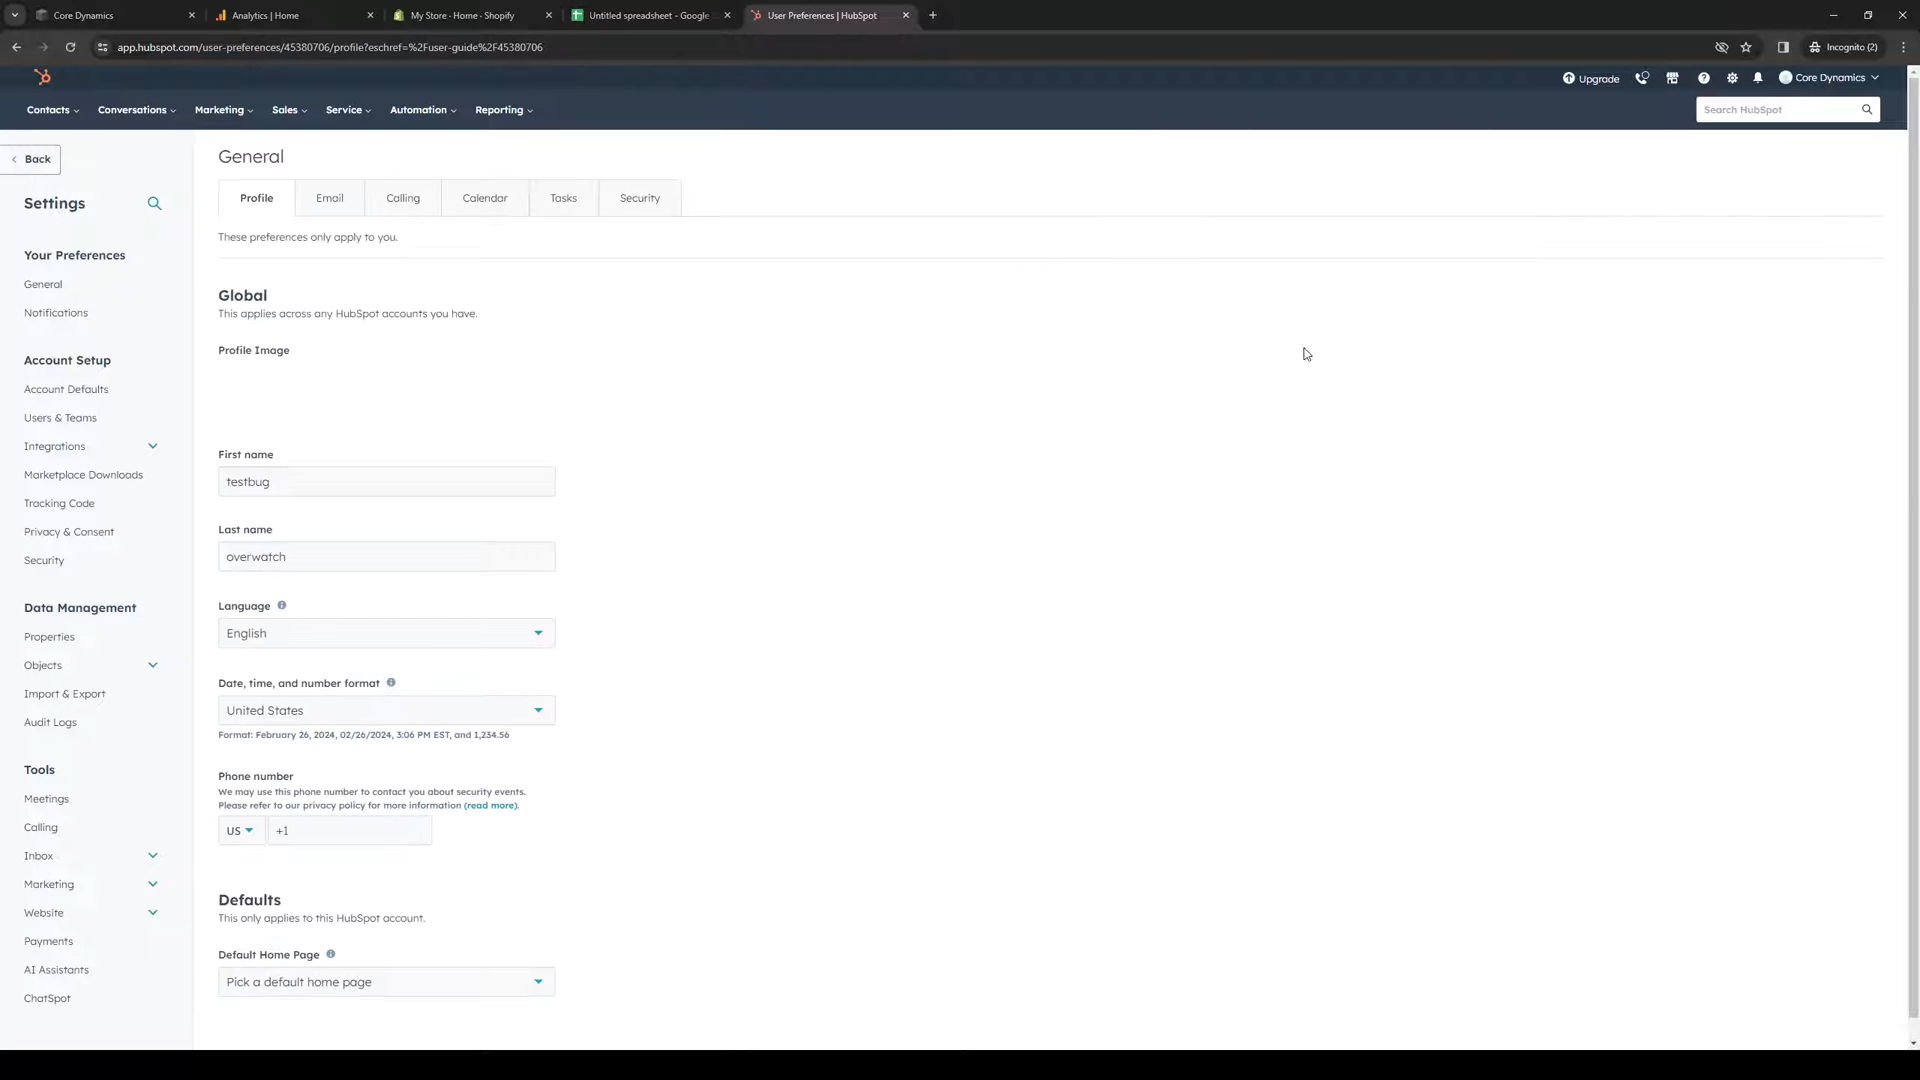 Core Dynamics
Analytics | Home
My Store · Home · Shopify
Untitled spreadsheet - Google
User Preferences | HubSpot
app.hubspot.com/user-preferences/45380706/profile?eschref=%2Fuser-guide%2F45380706
Incognito (2)
Upgrade
Core Dynamics
Contacts
Conversations
Marketing
Sales
Service
Automation
Reporting
Search HubSpot
Back
Settings
Your Preferences
General
Notifications
Account Setup
Account Defaults
Users & Teams
Integrations
Marketplace Downloads
Tracking Code
Privacy & Consent
Security
Data Management
Properties
Objects
Import & Export
Audit Logs
Tools
Meetings
Calling
Inbox
Marketing
Website
Payments
AI Assistants
ChatSpot
General
Profile
Email
Calling
Calendar
Tasks
Security
These preferences only apply to you.
Global
This applies across any HubSpot accounts you have.
Profile Image
First name
testbug
Last name
overwatch
Language
English
Date, time, and number format
United States
Format: February 26, 2024, 02/26/2024, 3:06 PM EST, and 1,234.56
Phone number
We may use this phone number to contact you about security events.
Please refer to our privacy policy for more information (read more).
US
+1
Defaults
This only applies to this HubSpot account.
Default Home Page
Pick a default home page